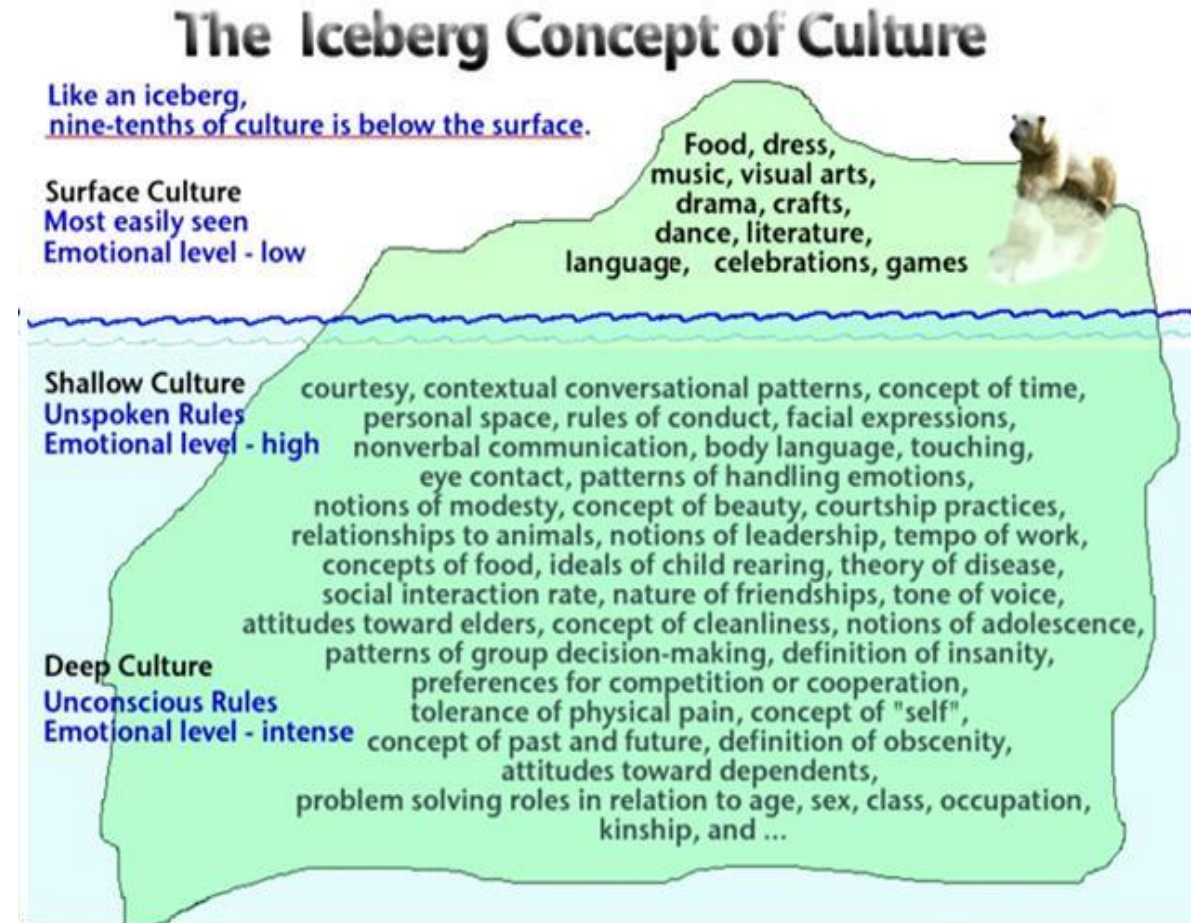 The Iceberg Concept of Culture
Like an iceberg,
nine-tenths of culture is below the surface.
Surface Culture
Most easily seen
Emotional level - low
Food, dress,
music, visual arts,
drama, crafts,
dance, literature,
language, celebrations, games
Shallow Culture
Unspoken Rules
Emotional level - high
courtesy, contextual conversational patterns, concept of time,
personal space, rules of conduct, facial expressions,
nonverbal communication, body language, touching,
eye contact, patterns of handling emotions,
notions of modesty, concept of beauty, courtship practices,
relationships to animals, notions of leadership, tempo of work,
concepts of food, ideals of child rearing, theory of disease,
social interaction rate, nature of friendships, tone of voice,
attitudes toward elders, concept of cleanliness, notions of adolescence,
patterns of group decision-making, definition of insanity,
preferences for competition or cooperation,
tolerance of physical pain, concept of "self",
concept of past and future, definition of obscenity,
attitudes toward dependents,
problem solving roles in relation to age, sex, class, occupation,
kinship, and ...
Deep Culture
Unconscious Rules
Emotional level - intense